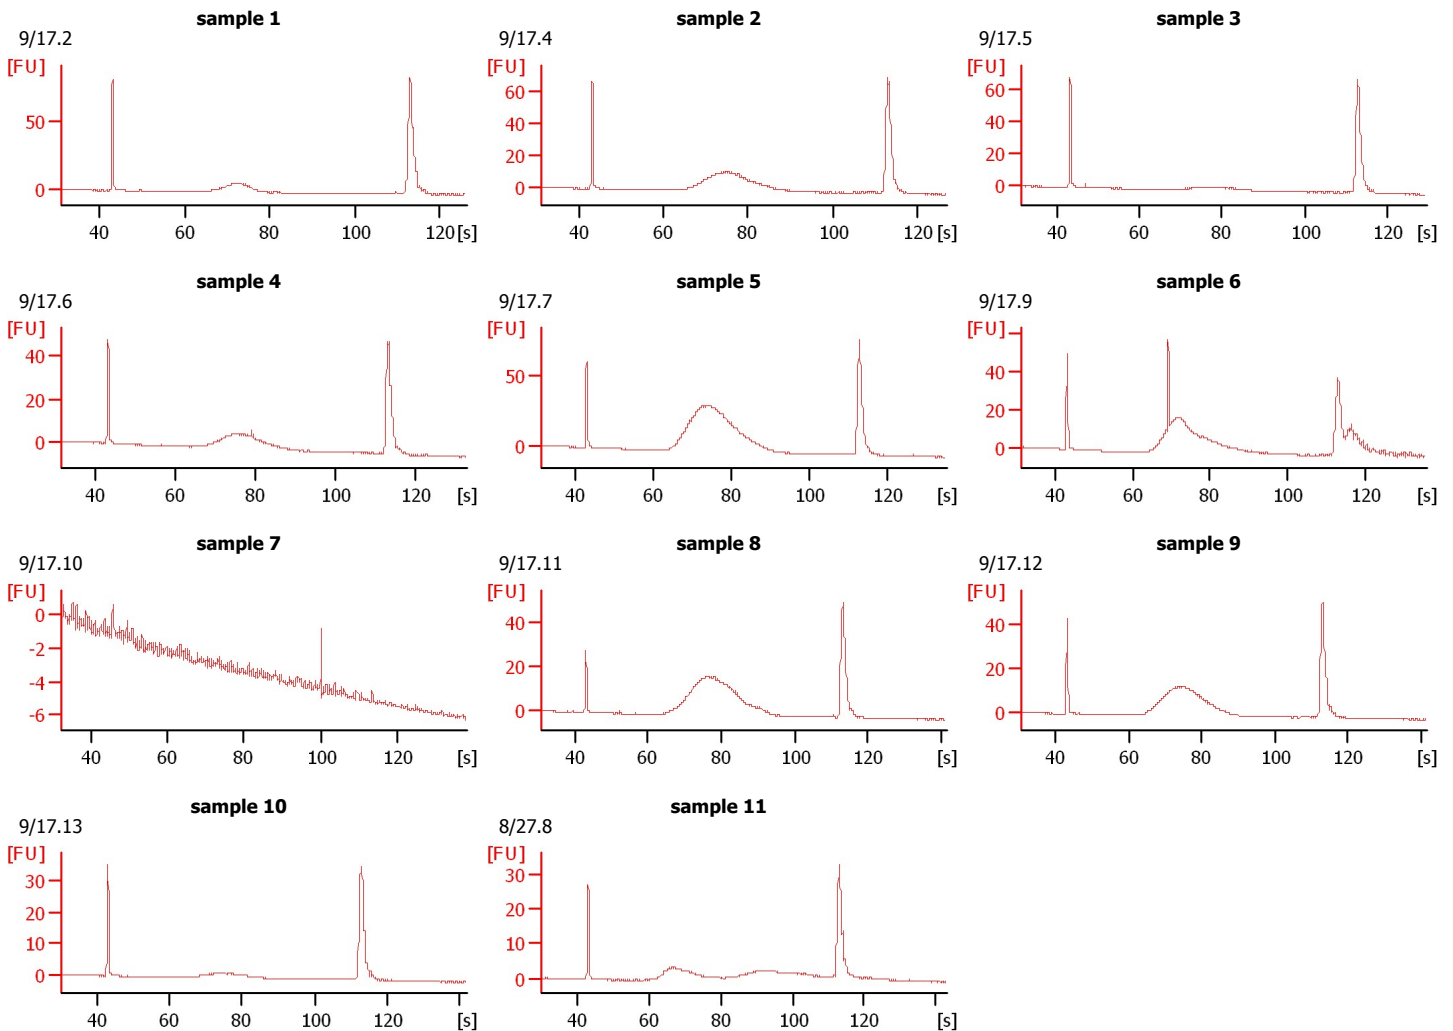 sample 1
9/17.2
[FU]
50
0
40 60 80 100 120 [s]
sample 2
9/17.4
[FU]
60
40
20
0
40 60 80 100 120 [s]
sample 3
9/17.5
[FU]
60
40
20
0
40 60 80 100 120 [s]
sample 4
9/17.6
[FU]
40
20
0
40 60 80 100 120 [s]
sample 5
9/17.7
[FU]
50
0
40 60 80 100 120 [s]
sample 6
9/17.9
[FU]
40
20
0
40 60 80 100 120 [s]
sample 7
9/17.10
[FU]
0
-2
-4
-6
40 60 80 100 120 [s]
sample 8
9/17.11
[FU]
40
20
0
40 60 80 100 120 [s]
sample 9
9/17.12
[FU]
40
20
0
40 60 80 100 120 [s]
sample 10
9/17.13
[FU]
30
20
10
0
40 60 80 100 120 [s]
sample 11
8/27.8
[FU]
30
20
10
0
40 60 80 100 120 [s]